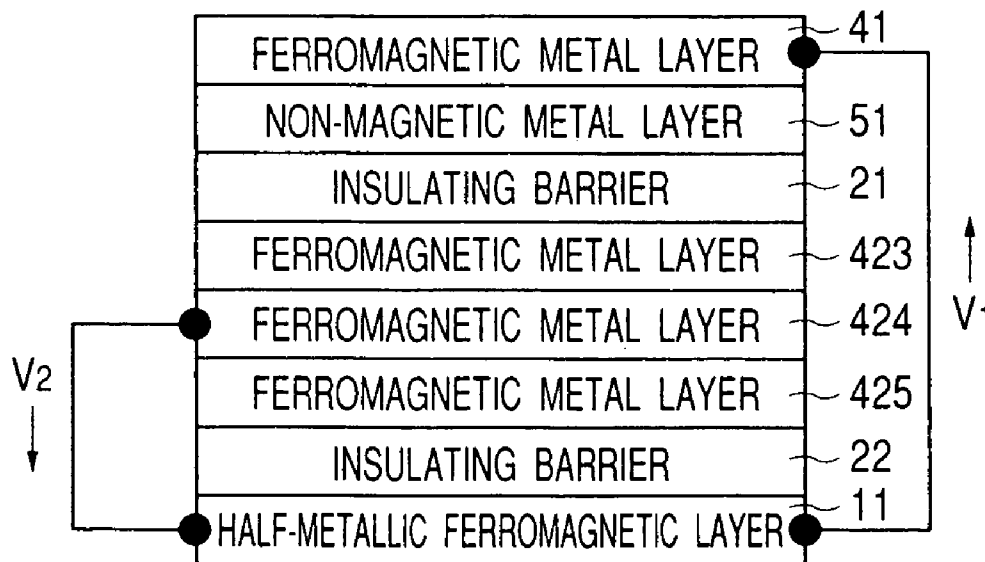 41
FERROMAGNETIC METAL LAYER
NON-MAGNETIC METAL LAYER 51
INSULATING BARRIER 21
FERROMAGNETIC METAL LAYER 423
V1
FERROMAGNETIC METAL LAYER 424
V2
FERROMAGNETIC METAL LAYER 425
INSULATING BARRIER 22
11
HALF-METALLIC FERROMAGNETIC LAYER